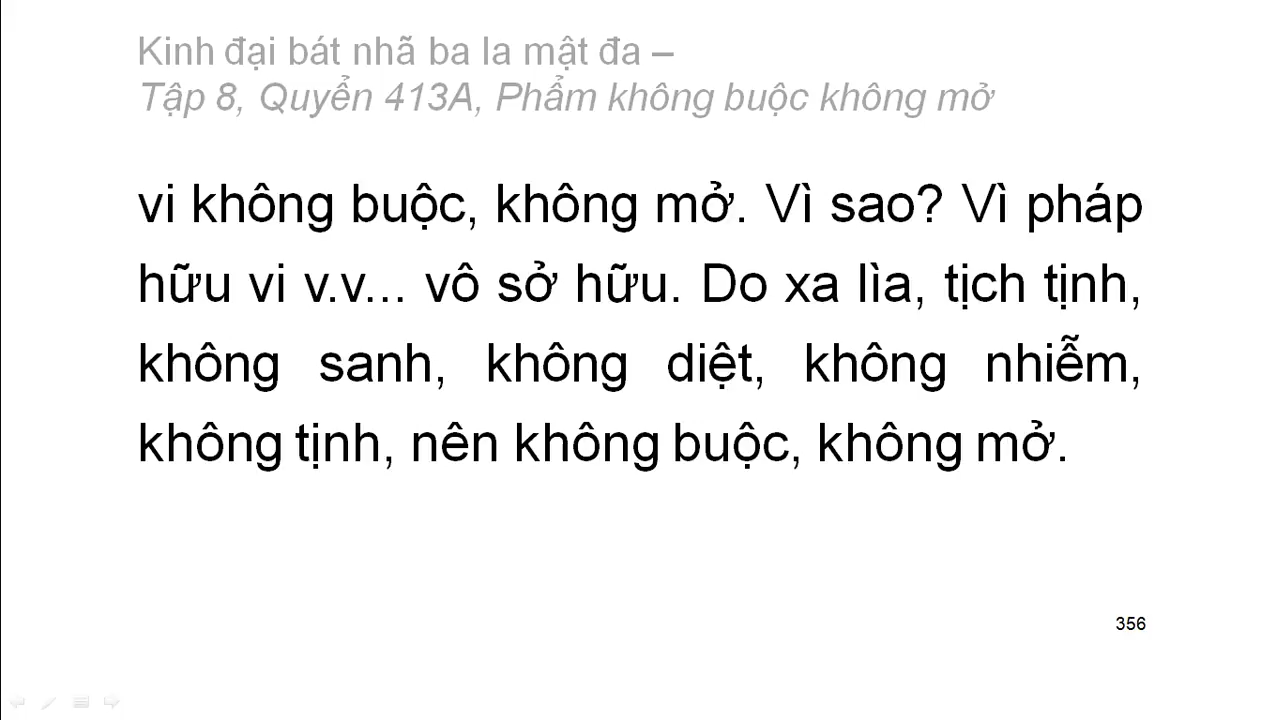 Kinh đại bát nhã ba la mật đa –
Tập 8, Quyển 413A, Phẩm không buộc không mở
vi không buộc, không mở. Vì sao? Vì pháp
hữu vi v.v... vô sở hữu. Do xa lìa, tịch tịnh,
không sanh, không diệt, không nhiễm,
không tịnh, nên không buộc, không mở.
356